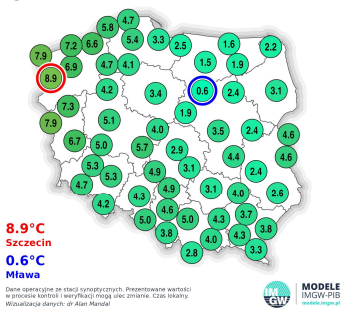 4.7
5.8
7.2 6.6 5.4 3.3 2.5 1.6 2.2
7.9
6.9 4.7 4.1 1.5 1.9
8.9
4.2 3.4 0.6 2.4 3.1
7.3
7.9 5.1 1.9
4.0 3.5 2.4 4.6
6.7 5.0 5.7 2.9 4.4 4.6
5.3 4.9 3.1 2.4
4.7 5.3 4.9 3.1 4.0 2.6
4.2 4.3 4.6
5.0 5.0 4.3 3.7
3.8 4.0 4.3 3.8
2.8 3.3
8.9°C
Szczecin
0.6°C
Mława
Dane operacyjne ze stacji synoptycznych. Prezentowane wartości
w procesie kontroli i weryfikacji mogą ulec zmianie. Czas lokalny.
Wizualizacja danych: dr Alan Mandal
IM
GW
MODELE
IMGW-PIB
modele.imgw.pl